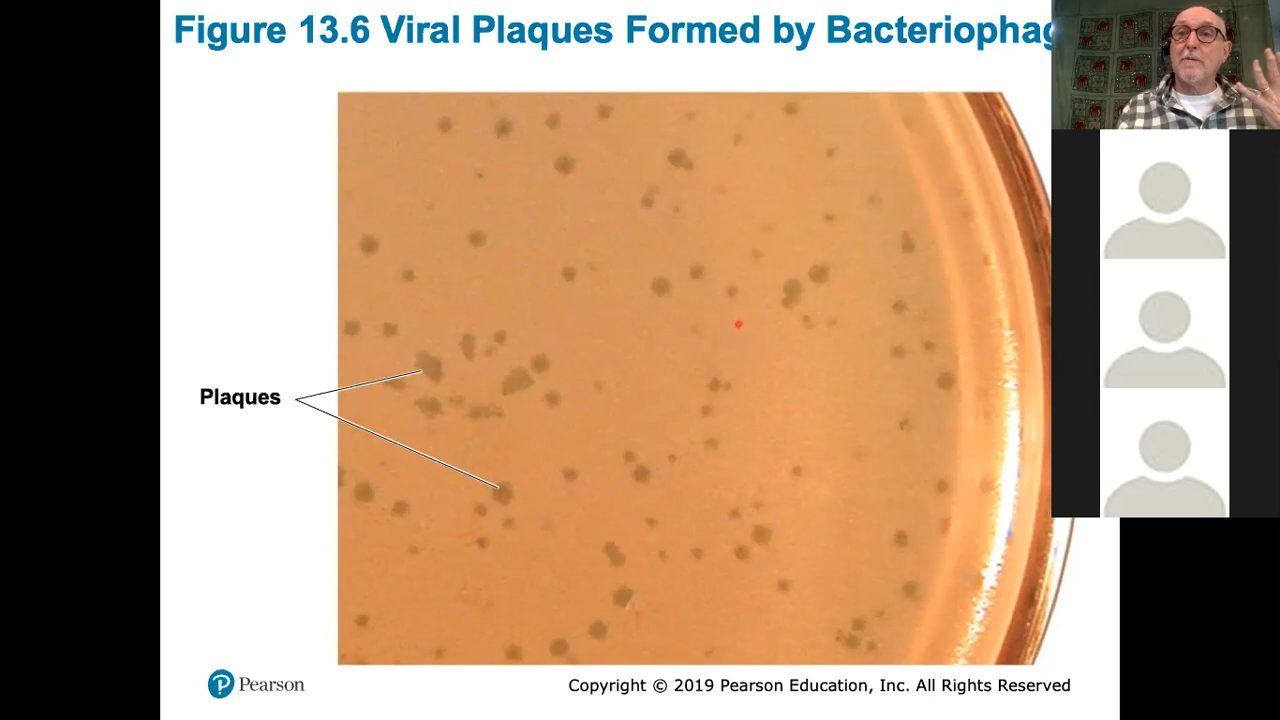 Figure 13.6 Viral Plaques Formed by Bacteriophag
Plaques
Pearson
Copyright © 2019 Pearson Education, Inc. All Rights Reserved